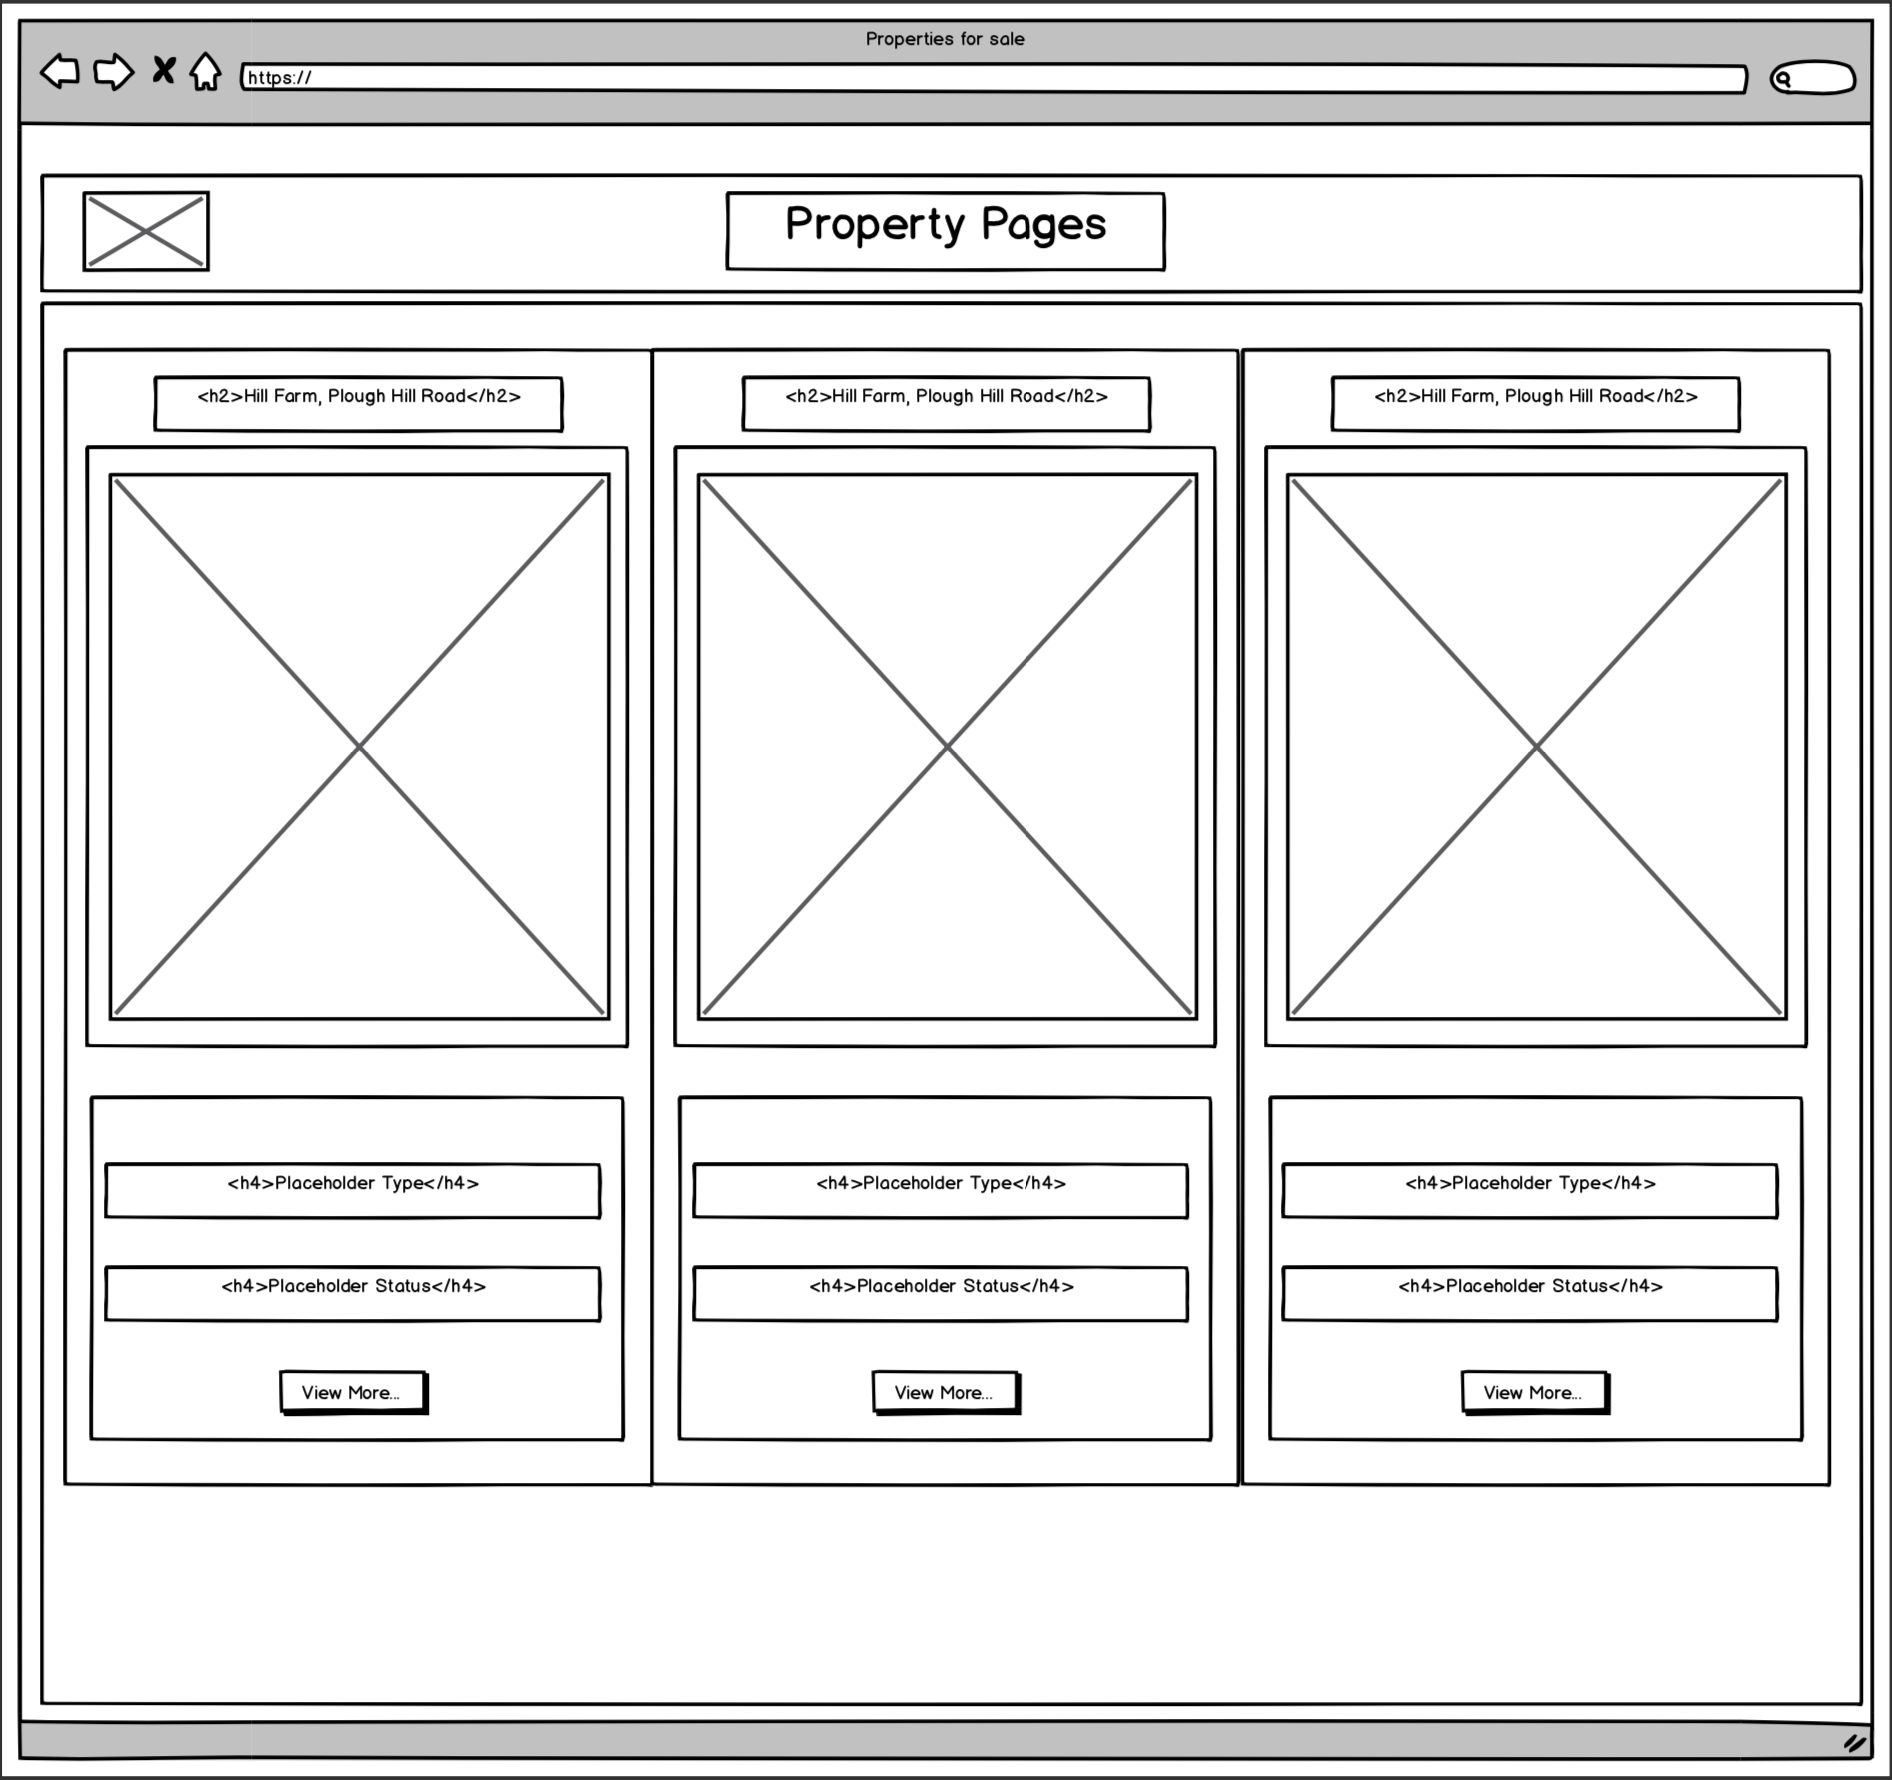 Properties for sale
https://
Property Pages
<h2>Hill Farm, Plough Hill Road</h2>
<h2>Hill Farm, Plough Hill Road</h2>
<h2>Hill Farm, Plough Hill Road</h2>
<h4>Placeholder Type</h4>
<h4>Placeholder Type</h4>
<h4>Placeholder Type</h4>
<h4>Placeholder Status</h4>
<h4>Placeholder Status</h4>
<h4>Placeholder Status</h4>
View More...
View More...
View More...